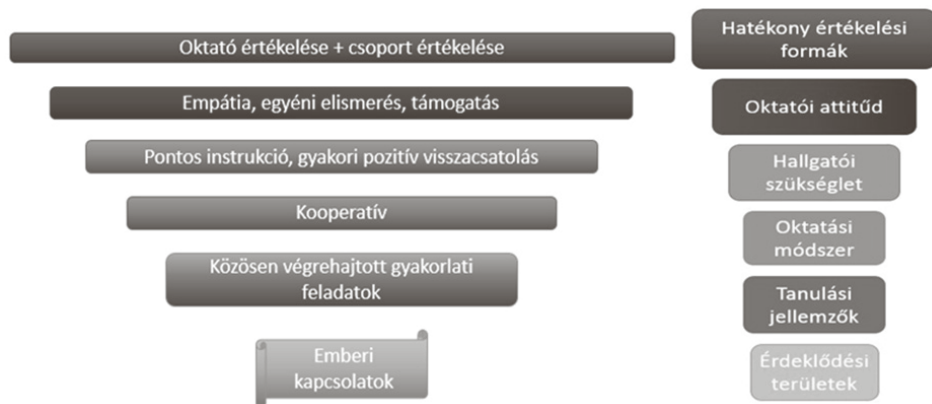 Oktató értékelése + csoport értékelése
Hatékony értékelési
formák
Empátia, egyéni elismerés, támogatás
Oktatói attitűd
Pontos instrukció, gyakori pozitív visszacsatolás
Hallgatói
szükséglet
Kooperatív
Oktatási
módszer
Közösen végrehajtott gyakorlati
feladatok
Tanulási
jellemzők
Emberi
kapcsolatok
Érdeklődési
területek